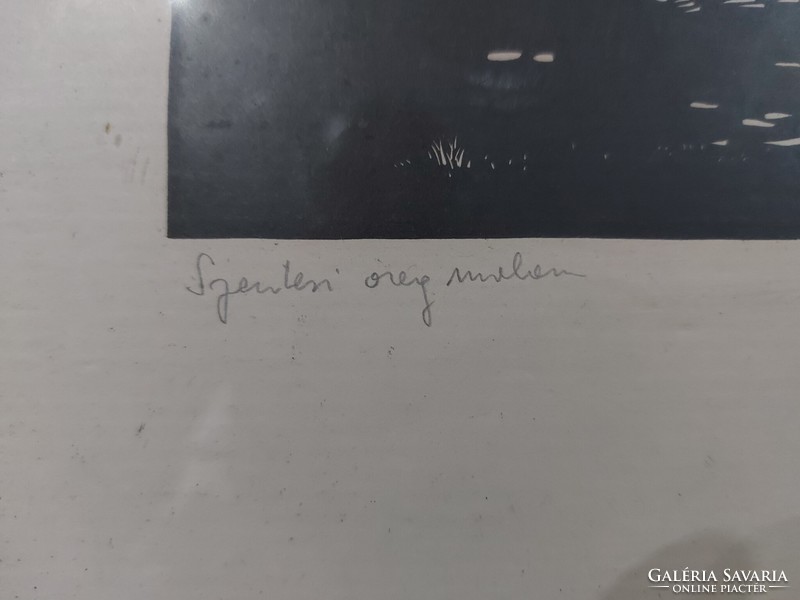 Szentesi öreg malom
GALÉRIA SAVARIA
ONLINE PIACTÉR